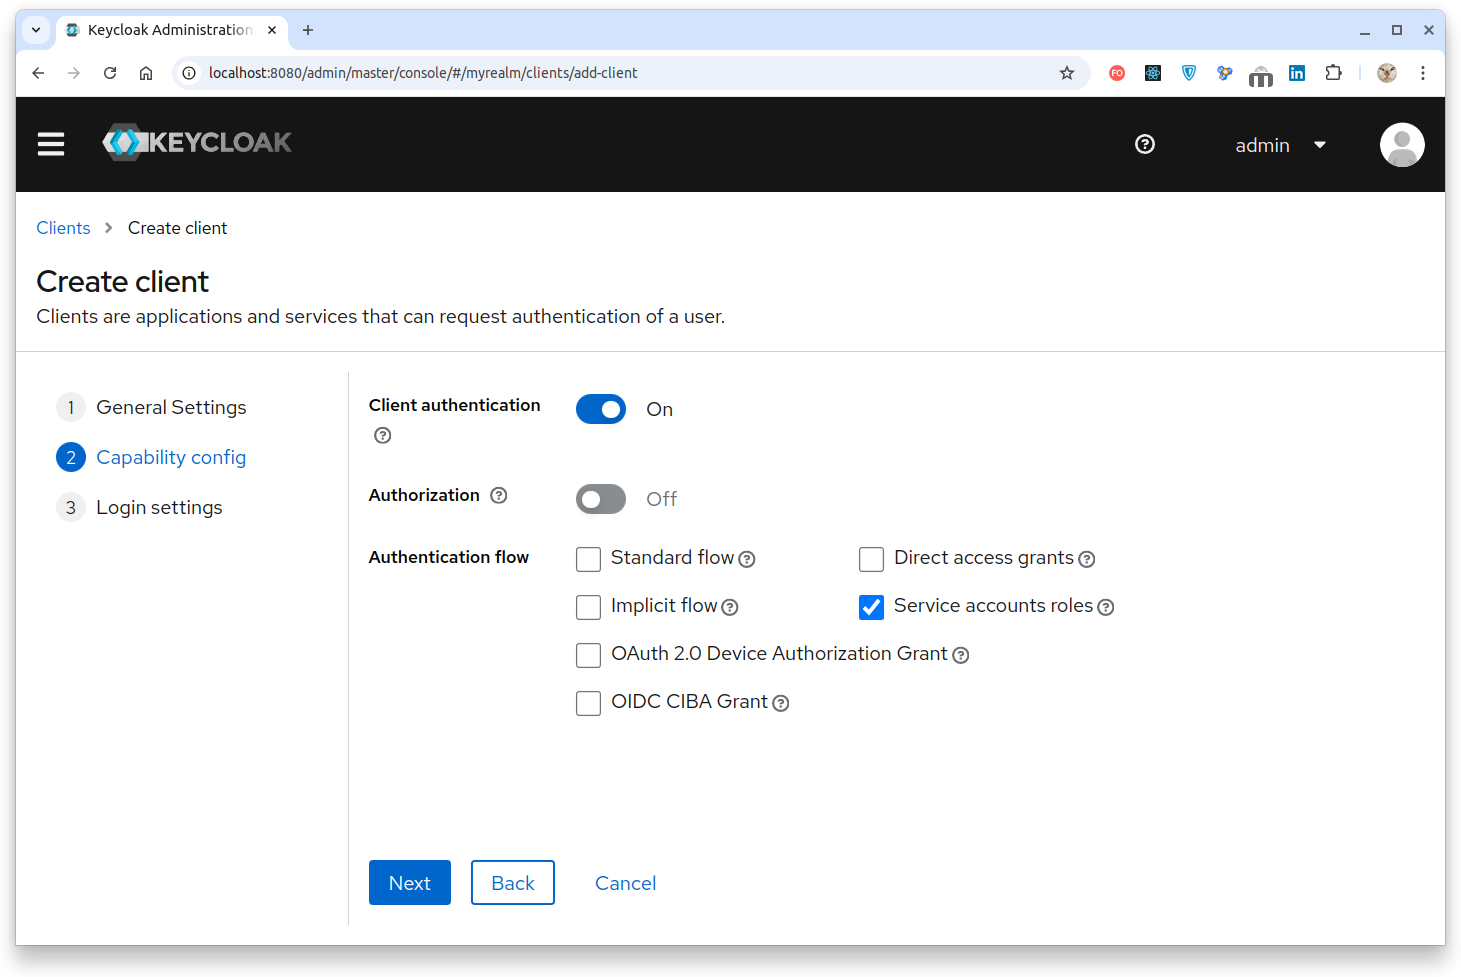 Keycloak Administration
localhost:8080/admin/master/console/#/myrealm/clients/add-client
FO
in
KEYCLOAK
admin
Clients
Create client
Create client
Clients are applications and services that can request authentication of a user.
1 General Settings
2 Capability config
3 Login settings
Client authentication
On
Authorization
Off
Authentication flow
Standard flow
Direct access grants
Implicit flow
Service accounts roles
OAuth 2.0 Device Authorization Grant
OIDC CIBA Grant
Next
Back
Cancel